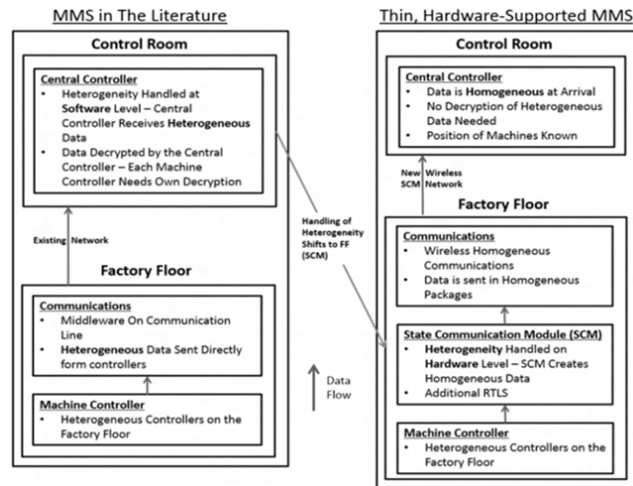 MMS in The Literature
Control Room
Central Controller
• Heterogeneity Handled at
Software Level – Central
Controller Receives Heterogeneous
Data
• Data Decrypted by the Central
Controller – Each Machine
Controller Needs Own Decryption
Existing Network
Factory Floor
Communications
• Middleware On Communication
Line
• Heterogeneous Data Sent Directly
form controllers
Machine Controller
• Heterogeneous Controllers on the
Factory Floor
Handling of
Heterogeneity
Shifts to FF
(SCM)
Data
Flow
Thin, Hardware-Supported MMS
Control Room
Central Controller
• Data is Homogeneous at Arrival
• No Decryption of Heterogeneous
Data Needed
• Position of Machines Known
New Wireless
SCM Network
Factory Floor
Communications
• Wireless Homogeneous
Communications
• Data is sent in Homogeneous
Packages
State Communication Module (SCM)
• Heterogeneity Handled on
Hardware Level – SCM Creates
Homogeneous Data
• Additional RTLS
Machine Controller
• Heterogeneous Controllers on the
Factory Floor